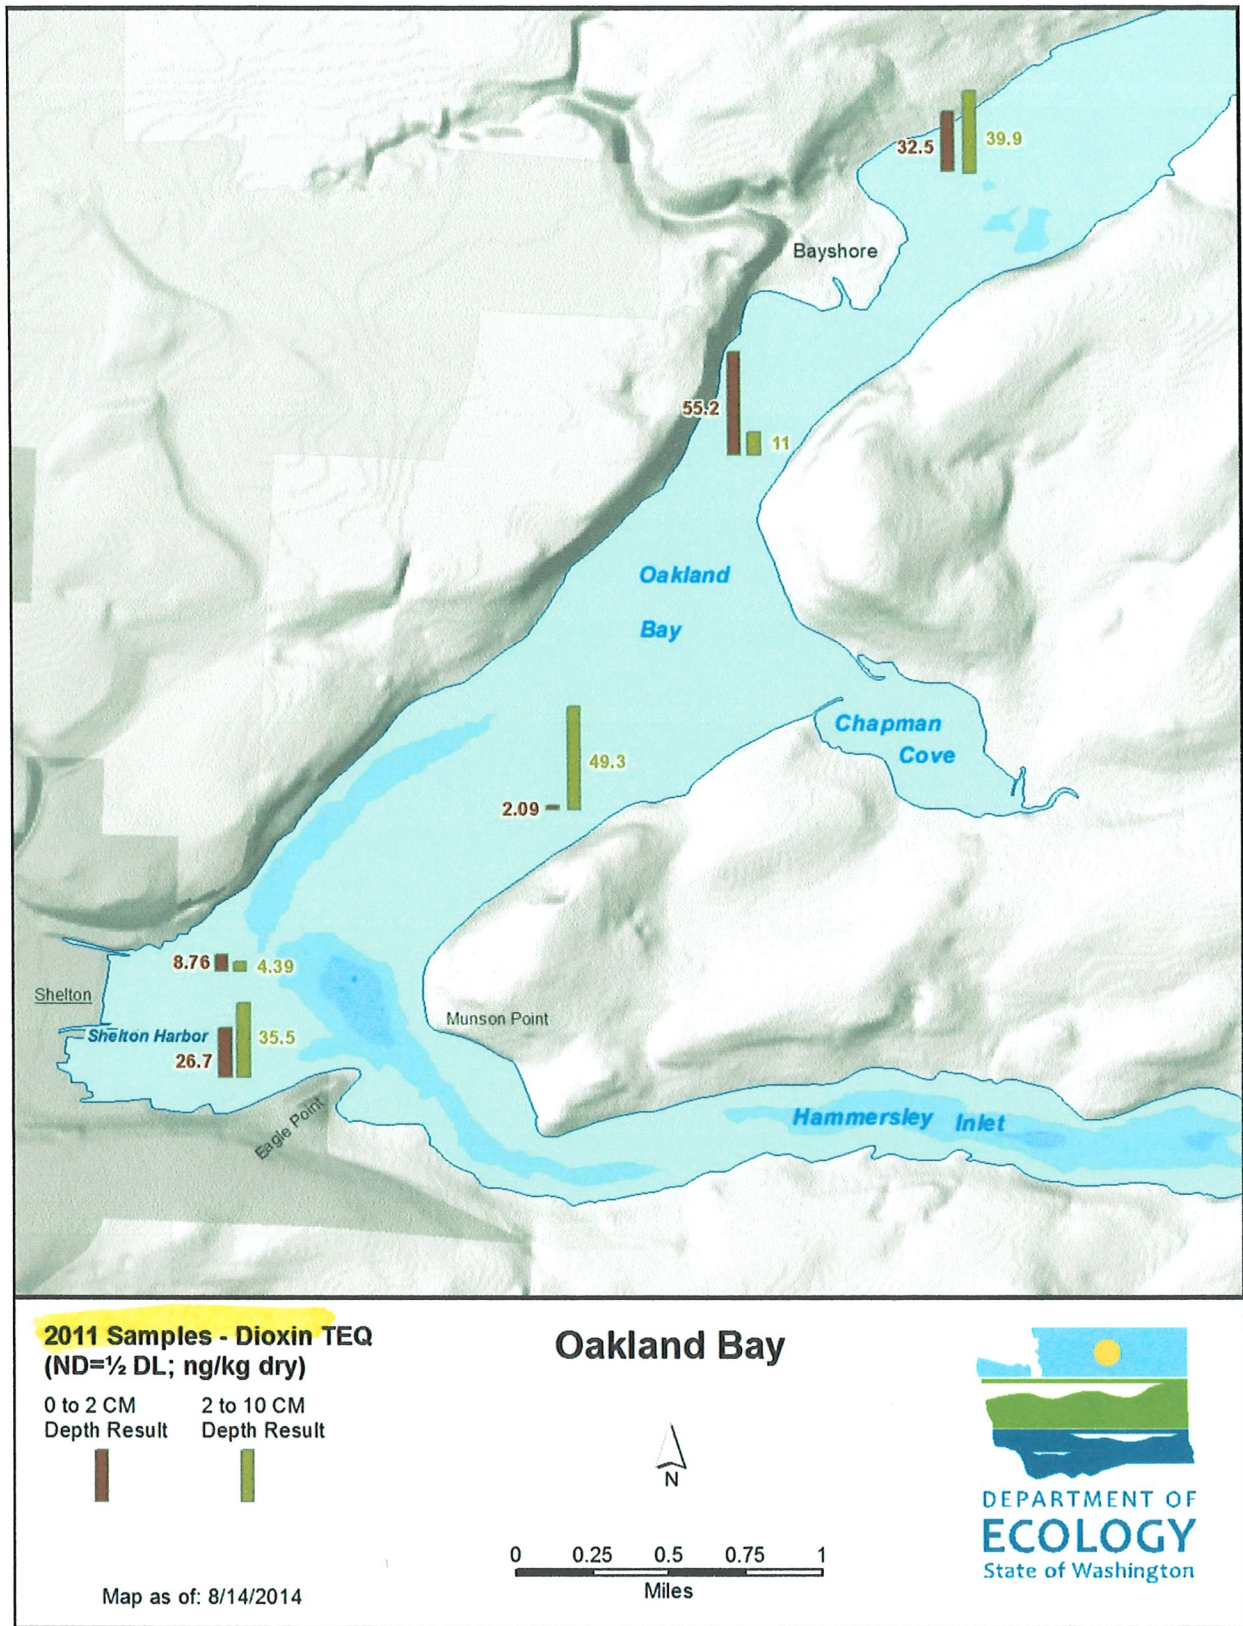 32.5
39.9
Bayshore
55.2
11
Oakland
Bay
Chapman
Cove
49.3
2.09
8.76
4.39
Shelton
Munson Point
Shelton Harbor
35.5
26.7
Eagle Point
Hammersley Inlet
2011 Samples - Dioxin TEQ
(ND=½ DL; ng/kg dry)
0 to 2 CM
Depth Result
2 to 10 CM
Depth Result
Map as of: 8/14/2014
Oakland Bay
N
0 0.25 0.5 0.75 1
Miles
DEPARTMENT OF
ECOLOGY
State of Washington